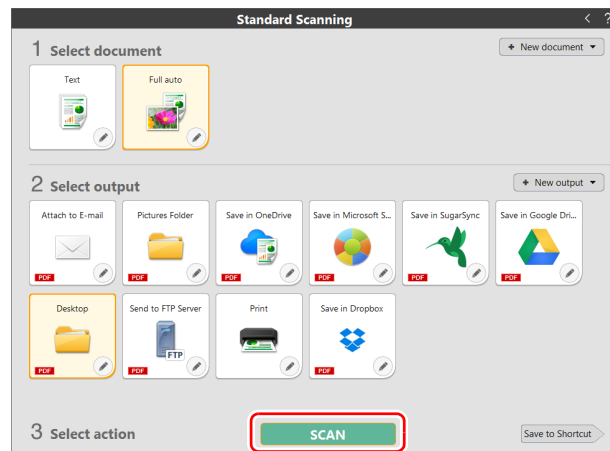 Standard Scanning < ?
1 Select document
+ New document
Text
Full auto
2 Select output
+ New output
Attach to E-mail
Pictures Folder
Save in OneDrive
Save in Microsoft S...
Save in SugarSync
Save in Google Dri...
PDF
PDF
PDF
PDF
PDF
PDF
Desktop
Send to FTP Server
Print
Save in Dropbox
FTP
PDF
PDF
PDF
3 Select action
SCAN
Save to Shortcut